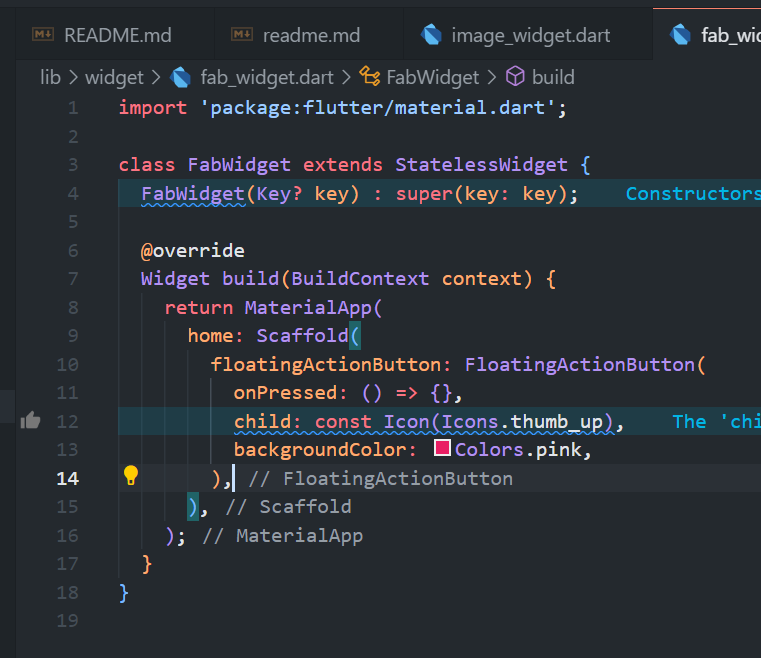 README.md readme.md image_widget.dart
lib > widget > fab_widget.dart > FabWidget > build
1 import 'package:flutter/material.dart';
2
3 class FabWidget extends StatelessWidget {
4 FabWidget(Key? key) : super(key: key); Constructors
5
6 @override
7 Widget build(BuildContext context) {
8 return MaterialApp(
9 home: Scaffold(
10 floatingActionButton: FloatingActionButton(
11 onPressed: () => {},
12 child: const Icon(Icons.thumb_up), The
13 backgroundColor: Colors.pink,
14 ), // FloatingActionButton
15 ), // Scaffold
16 ); // MaterialApp
17 }
18 }
19